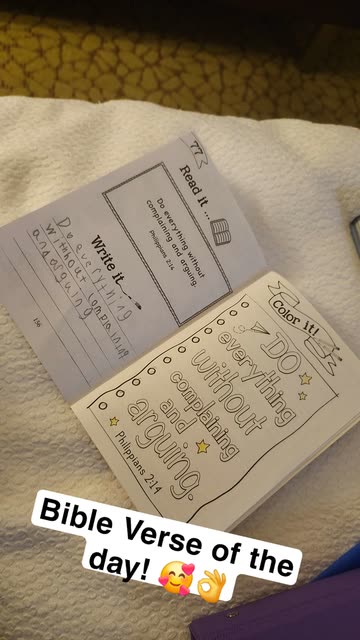 77
Read it ...
Do everything without
complaining and arguing.
Philippians 2:14
Write it...
Do everything
without complaining
and arguing
156
Color it!
DO
everything
without
complaining
and
arguing.
Philippians 2:14
Bible Verse of the
day! 🥰👌